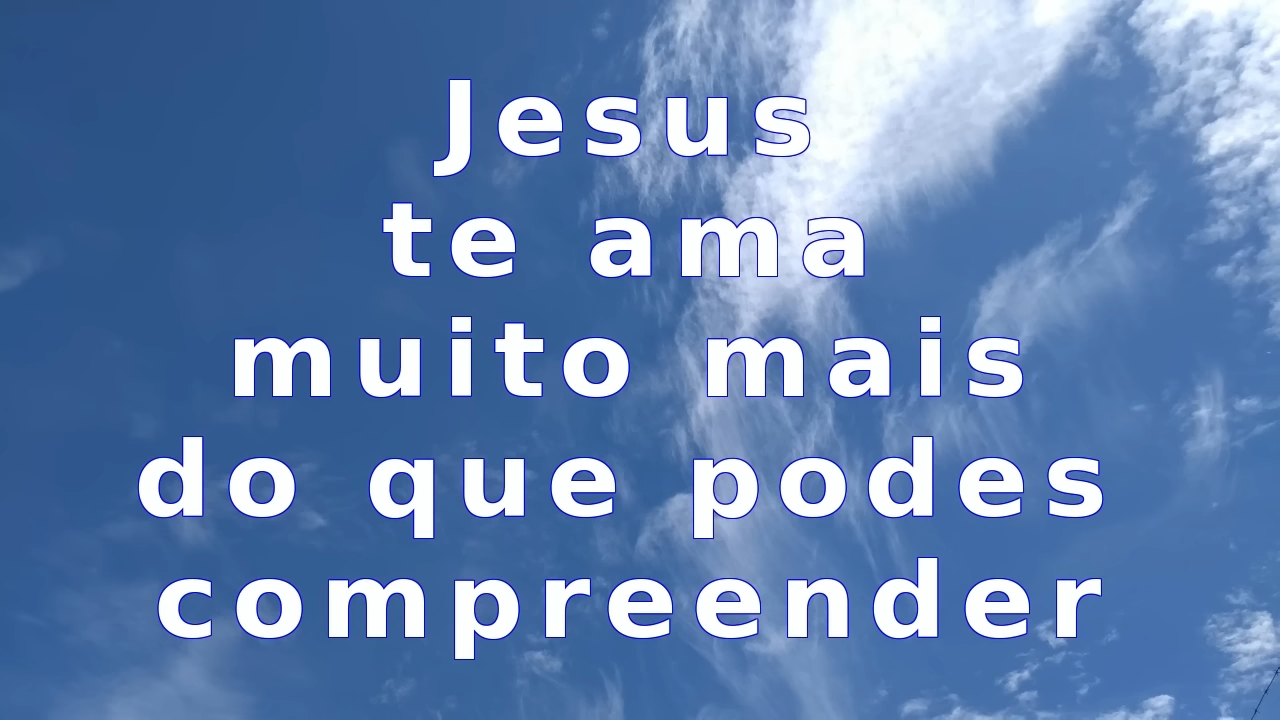 Jesus
te ama
muito mais
do que podes
compreender